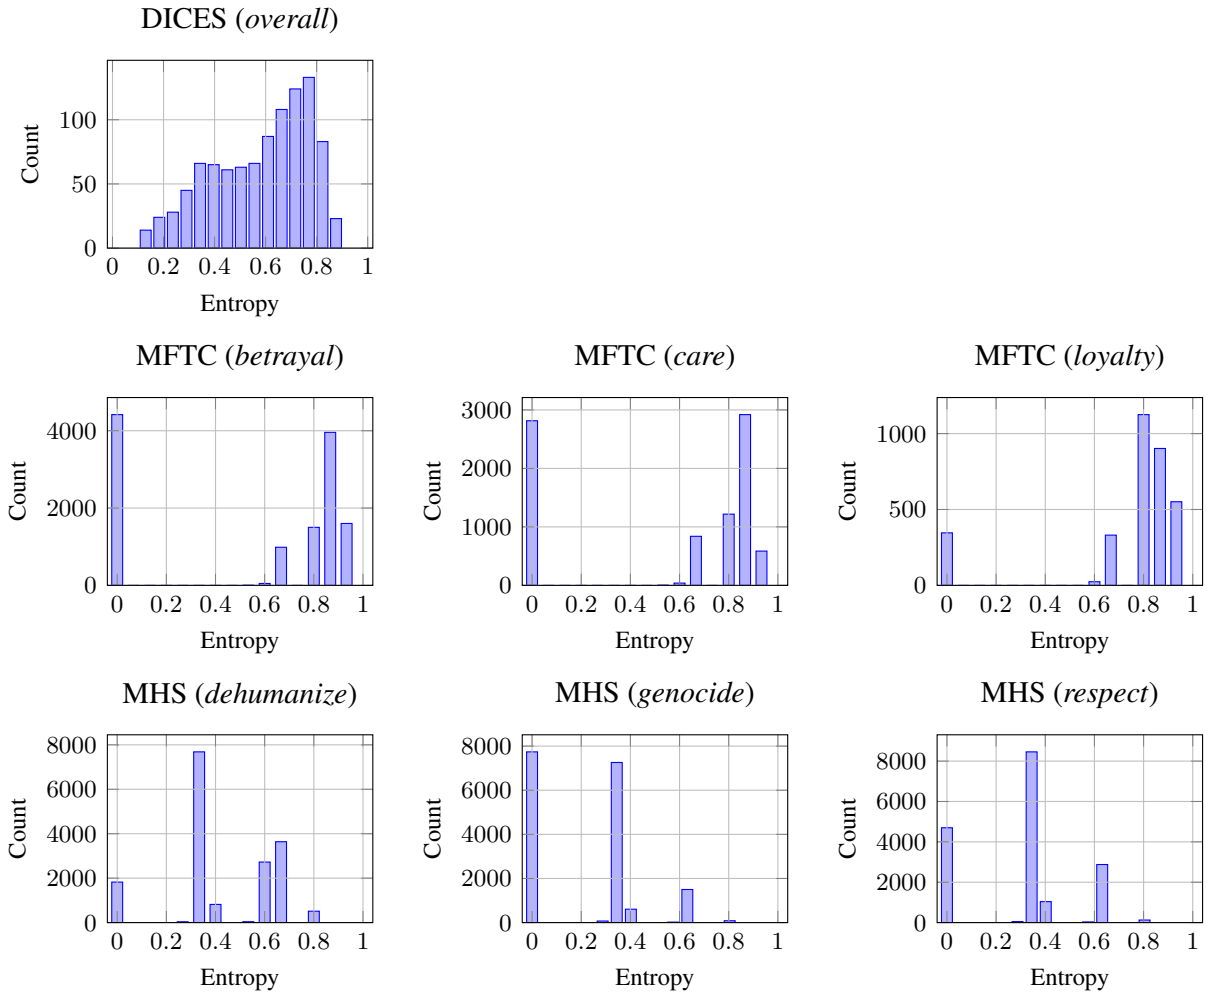 DICES (overall)
100
50
0
Count
0 0.2 0.4 0.6 0.8 1
Entropy
MFTC (betrayal)
4000
2000
0
Count
0 0.2 0.4 0.6 0.8 1
Entropy
MFTC (care)
3000
2000
1000
0
Count
0 0.2 0.4 0.6 0.8 1
Entropy
MFTC (loyalty)
1000
500
0
Count
0 0.2 0.4 0.6 0.8 1
Entropy
MHS (dehumanize)
8000
6000
4000
2000
0
Count
0 0.2 0.4 0.6 0.8 1
Entropy
MHS (genocide)
8000
6000
4000
2000
0
Count
0 0.2 0.4 0.6 0.8 1
Entropy
MHS (respect)
8000
6000
4000
2000
0
Count
0 0.2 0.4 0.6 0.8 1
Entropy